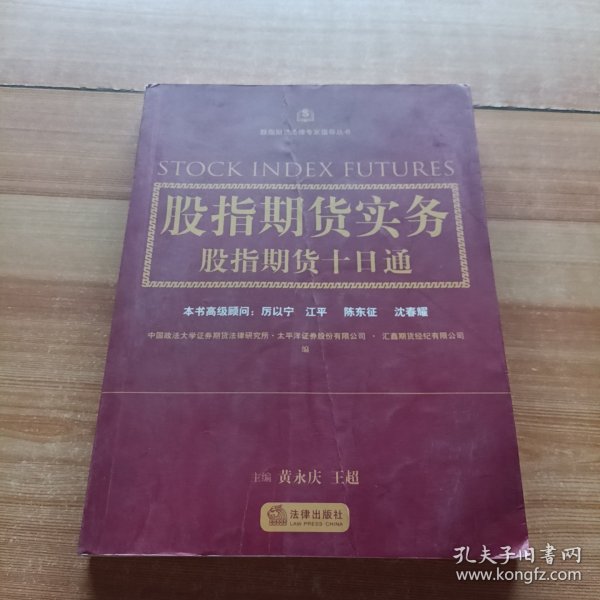 STOCK INDEX FUTURES
股指期货实务
股指期货十日通
本书高级顾问：厉以宁 江平 陈东征 沈春耀
中国政法大学证券期货法律研究所·太平洋证券股份有限公司·汇鑫期货经纪有限公司
编
主编 黄永庆 王超
法律出版社
LAW PRESS·CHINA
孔夫子旧书网
www.kongfz.com